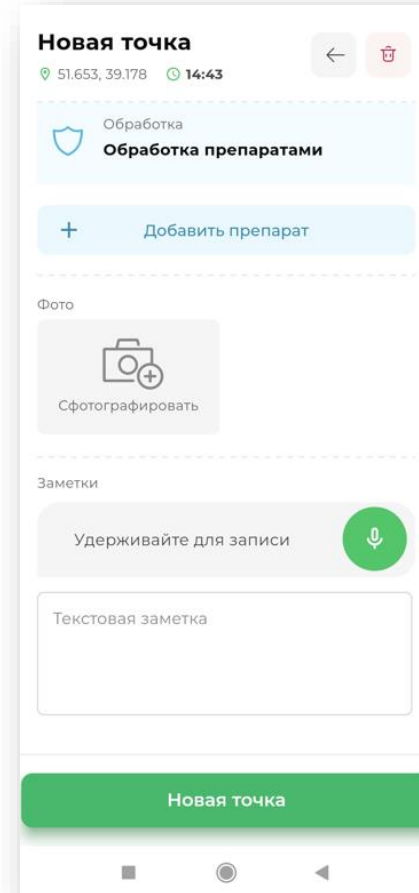 Новая точка
51.653, 39.178 14:43
Обработка
Обработка препаратами
+ Добавить препарат
Фото
Сфотографировать
Заметки
Удерживайте для записи
Текстовая заметка
Новая точка